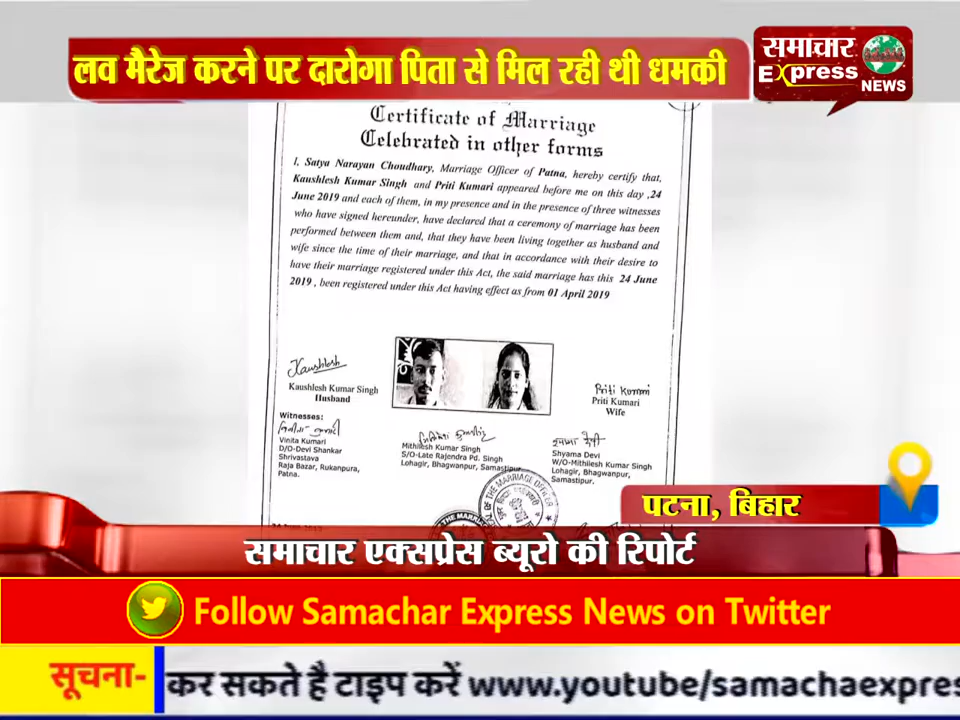 लव मैरेज करने पर दारोगा पिता से मिल रही थी धमकी
समाचार
Express
NEWS
Certificate of Marriage
Celebrated in other forms
I, Satya Narayan Choudhary, Marriage Officer of Patna, hereby certify that,
Kaushlesh Kumar Singh and Priti Kumari appeared before me on this day ,24
June 2019 and each of them, in my presence and in the presence of three witnesses
who have signed hereunder, have declared that a ceremony of marriage has been
performed between them and, that they have been living together as husband and
wife since the time of their marriage, and that in accordance with their desire to
have their marriage registered under this Act, the said marriage has this 24 June
2019 , been registered under this Act having effect as from 01 April 2019
Kaushlesh
Kaushlesh Kumar Singh
Husband
Priti Kumari
Priti Kumari
Wife
Witnesses:
Vinita Kumari
D/O-Devi Shankar
Shrivastava
Raja Bazar, Rukanpura,
Patna.
Mithilesh Kumar Singh
S/O-Late Rajendra Pd. Singh
Lohagir, Bhagwanpur, Samastipur
Shyama Devi
W/O-Mithilesh Kumar Singh
Lohagir, Bhagwanpur,
Samastipur.
पटना, बिहार
समाचार एक्सप्रेस ब्यूरो की रिपोर्ट
Follow Samachar Express News on Twitter
सूचना-
कर सकते है टाइप करें www.youtube/samachaexpres